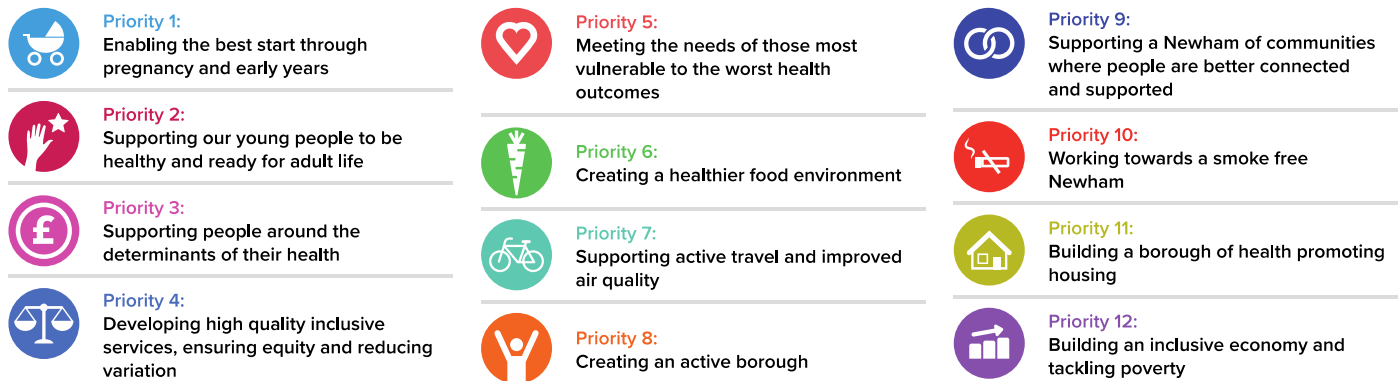 Priority 1:
Enabling the best start through
pregnancy and early years
Priority 2:
Supporting our young people to be
healthy and ready for adult life
Priority 3:
Supporting people around the
determinants of their health
Priority 4:
Developing high quality inclusive
services, ensuring equity and reducing
variation
Priority 5:
Meeting the needs of those most
vulnerable to the worst health
outcomes
Priority 6:
Creating a healthier food environment
Priority 7:
Supporting active travel and improved
air quality
Priority 8:
Creating an active borough
Priority 9:
Supporting a Newham of communities
where people are better connected
and supported
Priority 10:
Working towards a smoke free
Newham
Priority 11:
Building a borough of health promoting
housing
Priority 12:
Building an inclusive economy and
tackling poverty
£